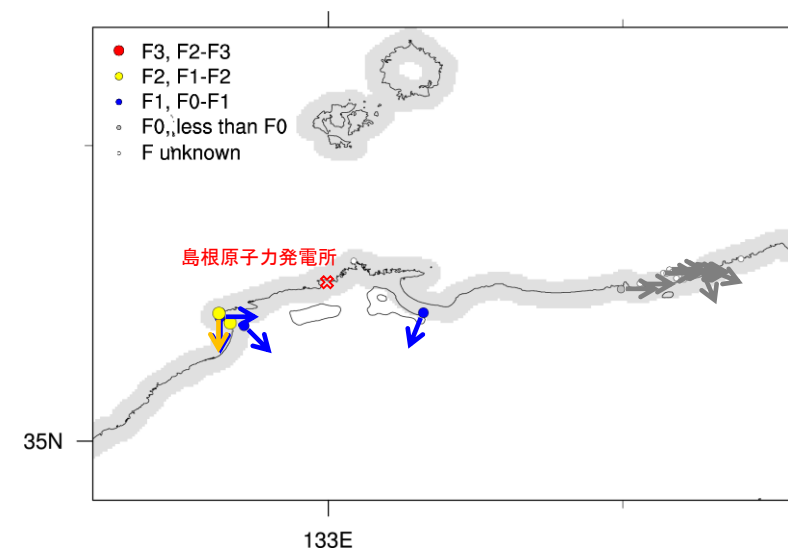 F3, F2-F3
F2, F1-F2
F1, F0-F1
F0, less than F0
F unknown
島根原子力発電所
35N
133E